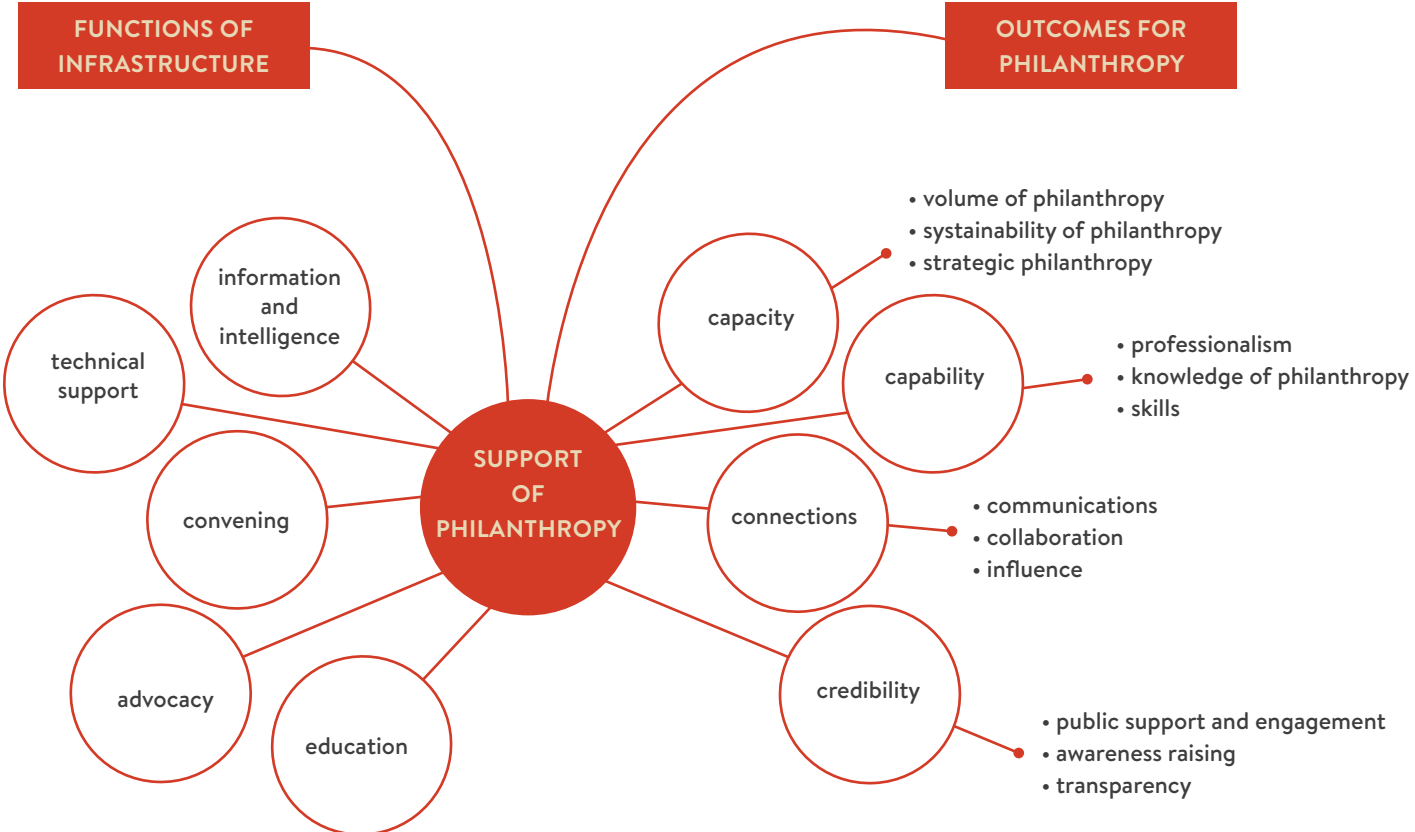 FUNCTIONS OF
INFRASTRUCTURE
OUTCOMES FOR
PHILANTHROPY
information
and
intelligence
technical
support
convening
advocacy
education
SUPPORT
OF
PHILANTHROPY
capacity
• volume of philanthropy
• systainability of philanthropy
• strategic philanthropy
capability
• professionalism
• knowledge of philanthropy
• skills
connections
• communications
• collaboration
• influence
credibility
• public support and engagement
• awareness raising
• transparency